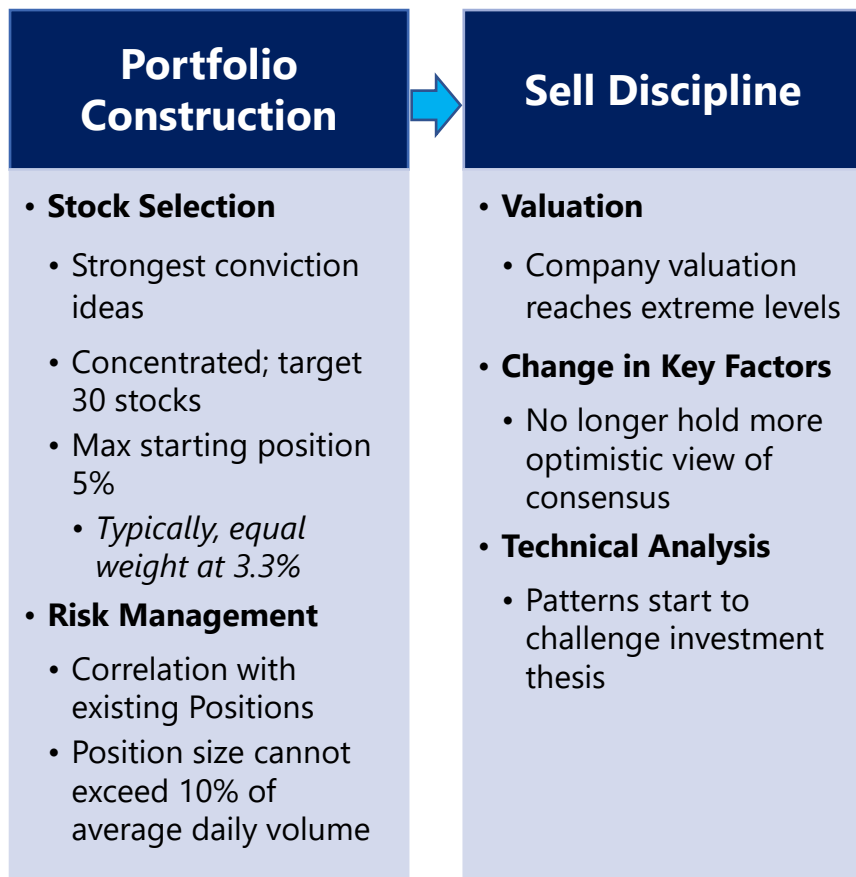 Portfolio
Construction
• Stock Selection
• Strongest conviction
ideas
• Concentrated; target
30 stocks
• Max starting position
5%
• Typically, equal
weight at 3.3%
• Risk Management
• Correlation with
existing Positions
• Position size cannot
exceed 10% of
average daily volume
Sell Discipline
• Valuation
• Company valuation
reaches extreme levels
• Change in Key Factors
• No longer hold more
optimistic view of
consensus
• Technical Analysis
• Patterns start to
challenge investment
thesis